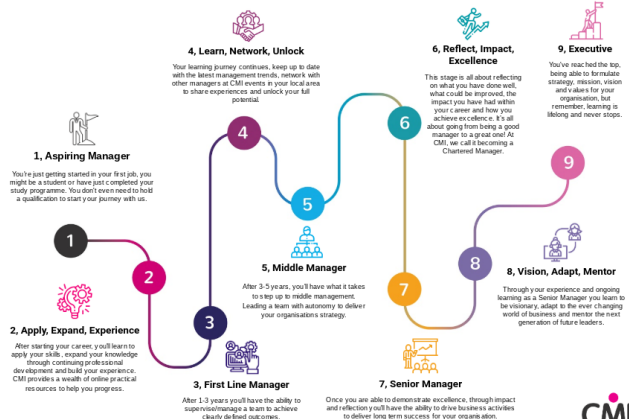 1, Aspiring Manager
You're just getting started in your first job, you
might be a student or have just completed your
study programme. You don't even need to hold
a qualification to start your journey with us.
1
2
2, Apply, Expand, Experience
After starting your career, you'll learn to
apply your skills, expand your knowledge
through continuing professional
development and build your experience.
CMI provides a wealth of online practical
resources to help you progress.
3
3, First Line Manager
After 1-3 years you'll have the ability to
supervise/manage a team to achieve
clearly defined outcomes.
4, Learn, Network, Unlock
Your learning journey continues, keep up to date
with the latest management trends, network with
other managers at CMI events in your local area
to share experiences and unlock your full
potential.
4
5
5, Middle Manager
After 3-5 years, you'll have what it takes
to step up to middle management.
Leading a team with autonomy to deliver
your organisations strategy.
6, Reflect, Impact,
Excellence
This stage is all about reflecting
on what you have done well,
what could be improved, the
impact you have had within
your career and how you
achieve excellence. It's all
about going from being a good
manager to a great one! At
CMI, we call it becoming a
Chartered Manager.
6
7
7, Senior Manager
Once you are able to demonstrate excellence, through impact
and reflection you'll have the ability to drive business activities
to deliver long term success for your organisation.
8
8, Vision, Adapt, Mentor
Through your experience and ongoing
learning as a Senior Manager you learn to
be visionary, adapt to the ever changing
world of business and mentor the next
generation of future leaders.
9, Executive
You've reached the top,
being able to formulate
strategy, mission, vision
and values for your
organisation, but
remember, learning is
lifelong and never stops.
9
CM